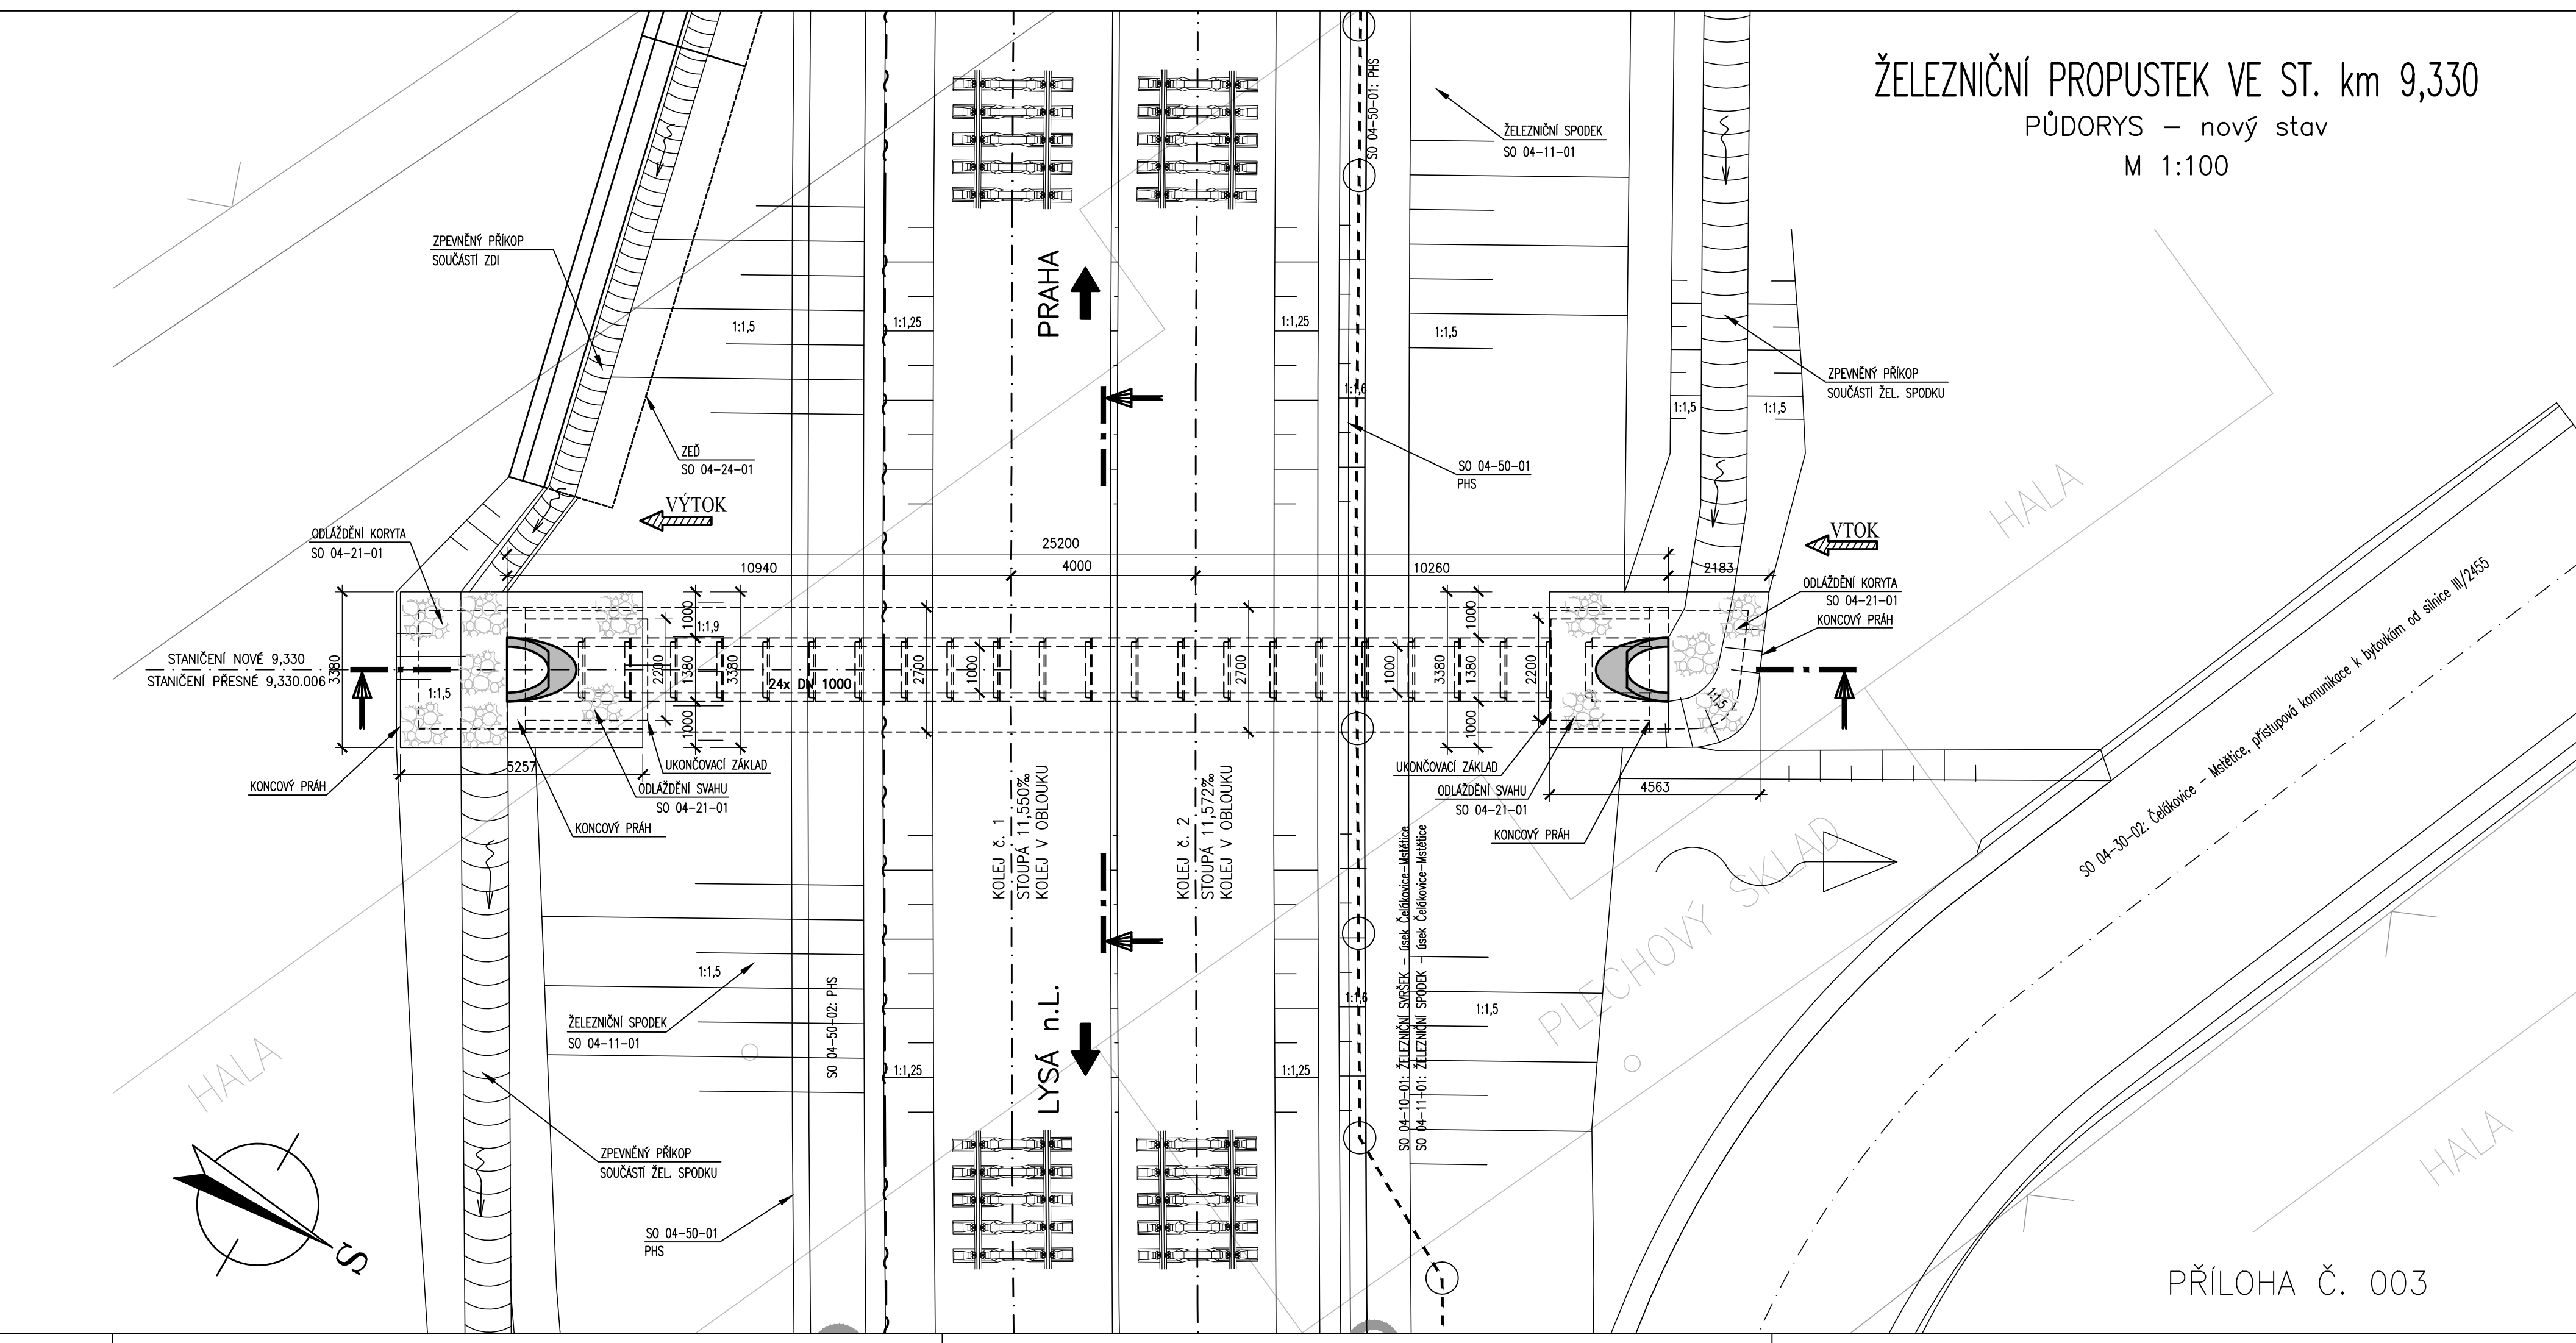 ŽELEZNIČNÍ PROPUSTEK VE ST. km 9,330
PŮDORYS – nový stav
M 1:100
SO 04-50-01: PHS
ŽELEZNIČNÍ SPODEK
SO 04-11-01
ZPEVNĚNÝ PŘÍKOP
SOUČÁSTÍ ZDI
PRAHA
1:1,5
1:1,25
1:1,25
1:1,5
1:1,6
ZPEVNĚNÝ PŘÍKOP
SOUČÁSTÍ ŽEL. SPODKU
1:1,5
1:1,5
ZEĎ
SO 04-24-01
SO 04-50-01
PHS
HALA
VÝTOK
VTOK
ODLÁŽDĚNÍ KORYTA
SO 04-21-01
25200
10940
4000
10260
2183
ODLÁŽDĚNÍ KORYTA
SO 04-21-01
KONCOVÝ PRÁH
STANIČENÍ NOVÉ 9,330
STANIČENÍ PŘESNÉ 9,330.006
3380
1:1,5
2200
1000
1380
1000
1:1,9
3380
24x DN 1000
2700
1000
2700
1000
3380
1000
1380
1000
2200
1:1,5
5257
4563
KONCOVÝ PRÁH
UKONČOVACÍ ZÁKLAD
ODLÁŽDĚNÍ SVAHU
SO 04-21-01
KONCOVÝ PRÁH
UKONČOVACÍ ZÁKLAD
ODLÁŽDĚNÍ SVAHU
SO 04-21-01
KONCOVÝ PRÁH
KOLEJ č. 1
STOUPÁ 11,550‰
KOLEJ V OBLOUKU
KOLEJ č. 2
STOUPÁ 11,572‰
KOLEJ V OBLOUKU
SO 04-30-02: Čelákovice - Mstětice, přístupová komunikace k bytovkám od silnice III/2455
PLECHOVÝ SKLAD
SO 04-10-01: ŽELEZNIČNÍ SVRŠEK - úsek Čelákovice-Mstětice
SO 04-11-01: ŽELEZNIČNÍ SPODEK - úsek Čelákovice-Mstětice
1:1,5
ŽELEZNIČNÍ SPODEK
SO 04-11-01
SO 04-50-02: PHS
LYSÁ n.L.
1:1,6
1:1,5
1:1,25
1:1,25
HALA
HALA
ZPEVNĚNÝ PŘÍKOP
SOUČÁSTÍ ŽEL. SPODKU
SO 04-50-01
PHS
S
PŘÍLOHA Č. 003